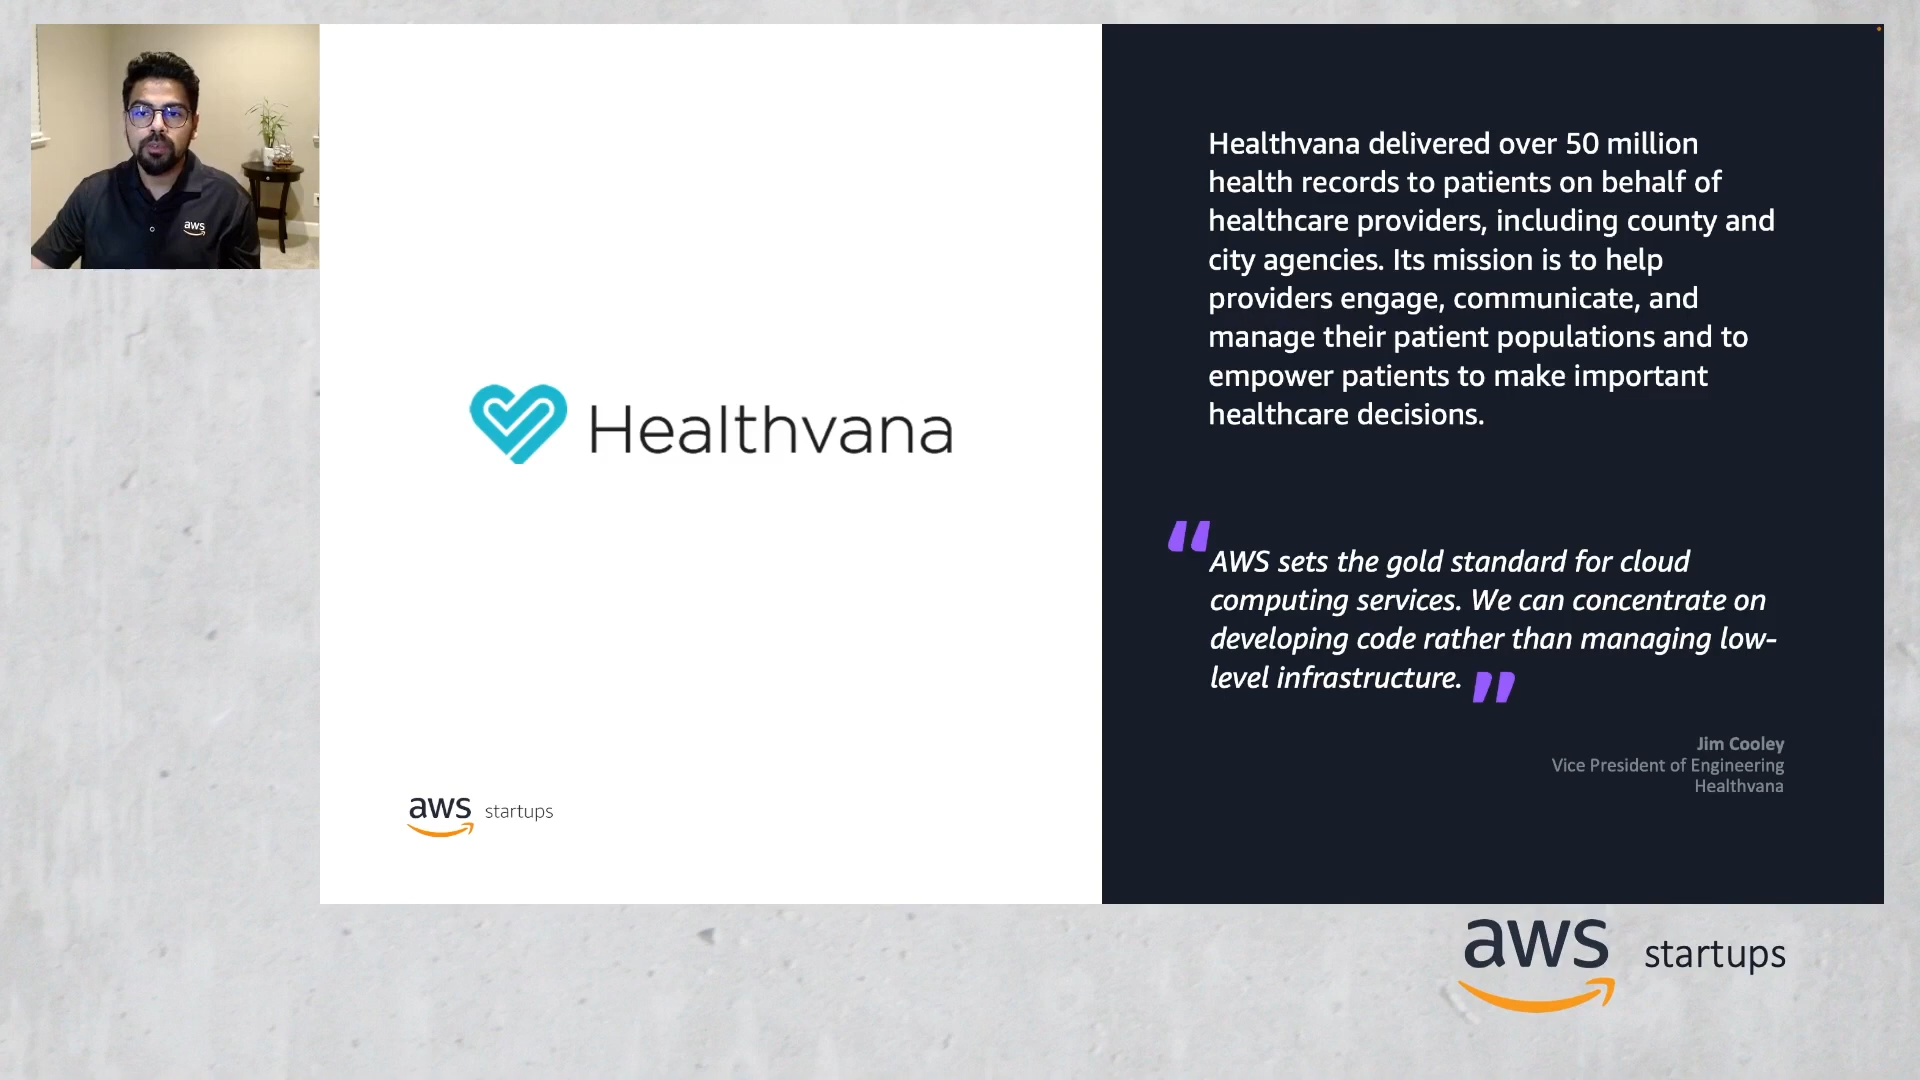 aws
Healthvana
aws startups
Healthvana delivered over 50 million
health records to patients on behalf of
healthcare providers, including county and
city agencies. Its mission is to help
providers engage, communicate, and
manage their patient populations and to
empower patients to make important
healthcare decisions.
“AWS sets the gold standard for cloud
computing services. We can concentrate on
developing code rather than managing low-
level infrastructure.”
Jim Cooley
Vice President of Engineering
Healthvana
aws startups